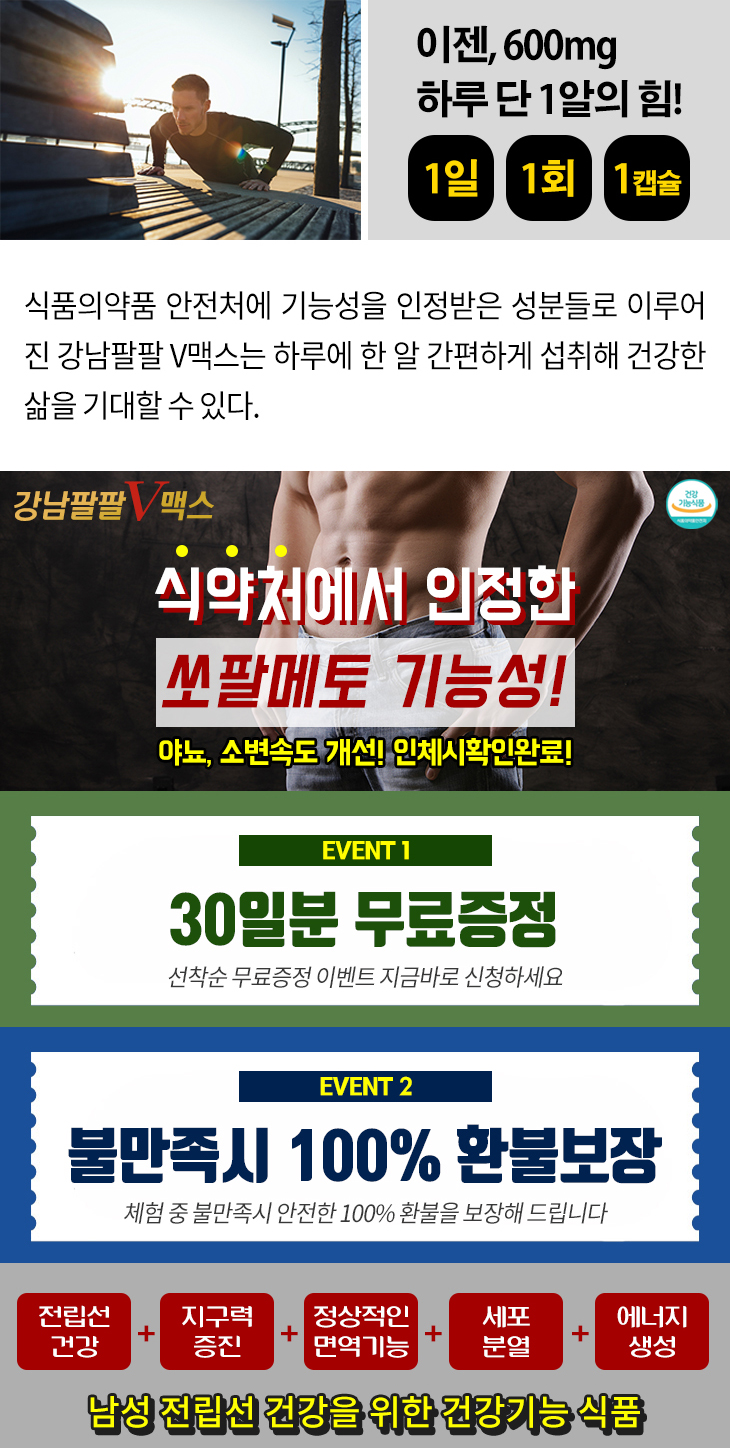 이젠, 600mg
하루 단 1알의 힘!
1일 1회 1캡슐
식품의약품 안전처에 기능성을 인정받은 성분들로 이루어
진 강남팔팔 V맥스는 하루에 한 알 간편하게 섭취해 건강한
삶을 기대할 수 있다.
강남팔팔V맥스
건강
기능식품
식품의약품안전처
식약처에서 인정한
쏘팔메토 기능성!
야뇨, 소변속도 개선! 인체시확인완료!
EVENT 1
30일분 무료증정
선착순 무료증정 이벤트 지금바로 신청하세요
EVENT 2
불만족시 100% 환불보장
체험 중 불만족시 안전한 100% 환불을 보장해 드립니다
전립선 건강 + 지구력 증진 + 정상적인 면역기능 + 세포 분열 + 에너지 생성
남성 전립선 건강을 위한 건강기능 식품